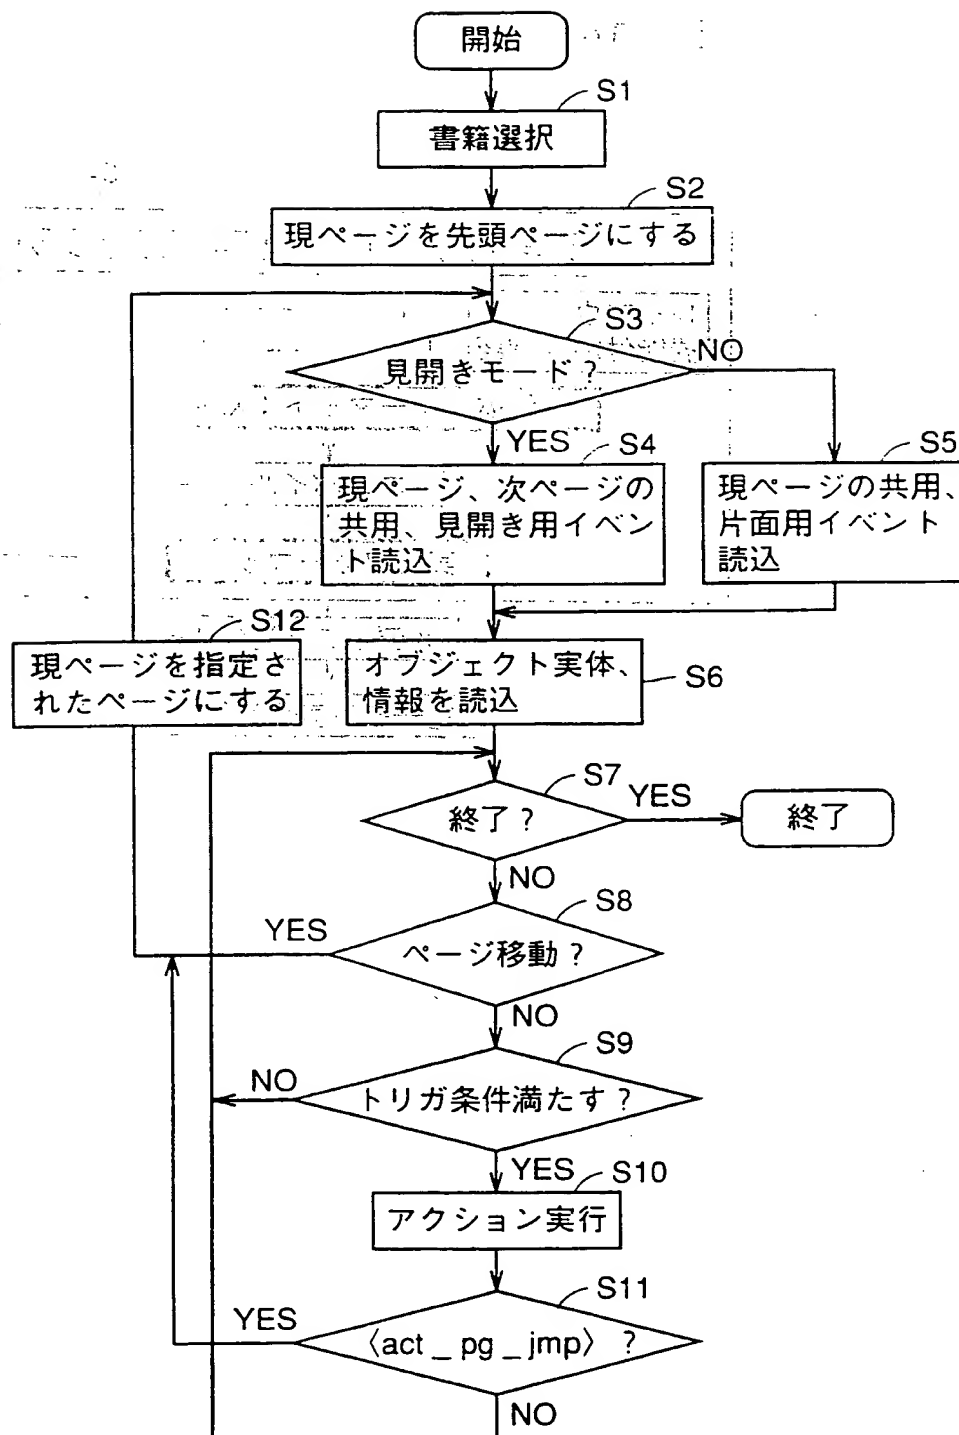 開始
S1
書籍選択
S2
現ページを先頭ページにする
S3
見開きモード?
NO
YES
S4
現ページ、次ページの
共用、見開き用イベン
ト読込
S5
現ページの共用、
片面用イベント
読込
S12
現ページを指定さ
れたページにする
オブジェクト実体、
情報を読込
S6
S7
終了?
YES
終了
NO
S8
ページ移動?
YES
NO
S9
トリガ条件満たす?
NO
YES
S10
アクション実行
S11
〈act_pg_jmp〉?
YES
NO